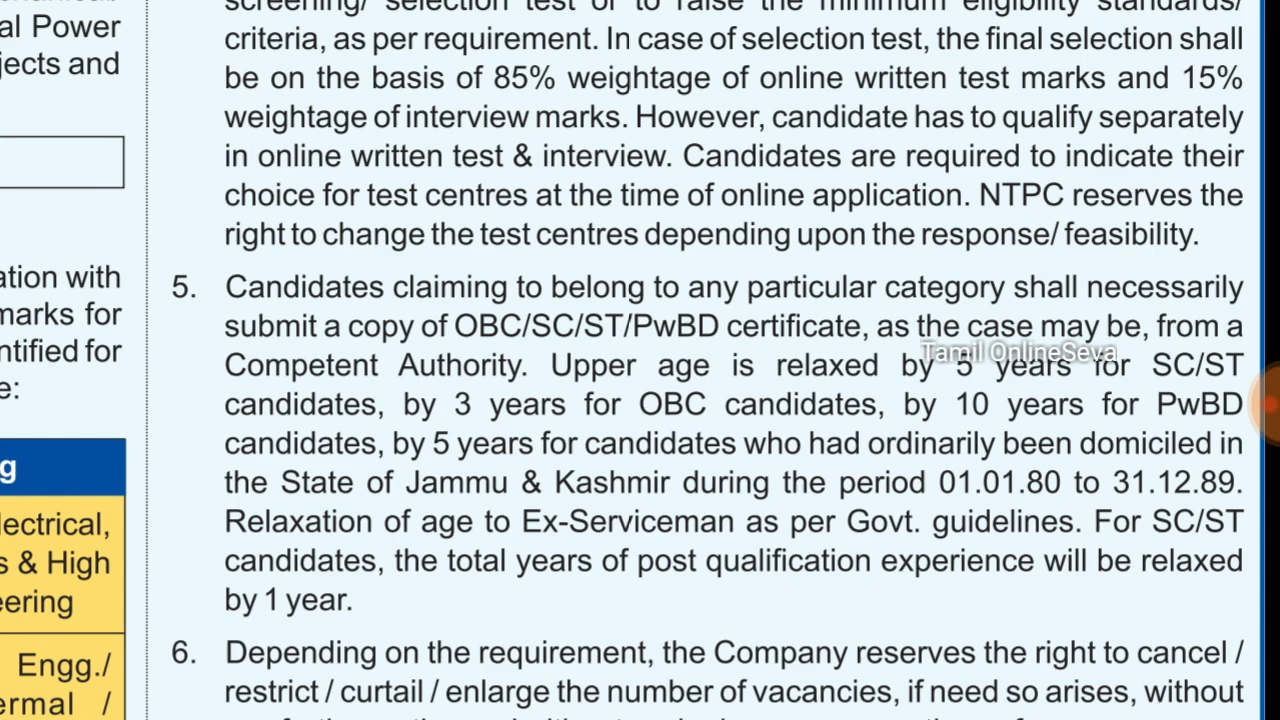 al Power
jects and
ation with
marks for
ntified for
e:
g
lectrical,
s & High
eering
Engg./
ermal /
screening/ selection test or to raise the minimum eligibility standards/
criteria, as per requirement. In case of selection test, the final selection shall
be on the basis of 85% weightage of online written test marks and 15%
weightage of interview marks. However, candidate has to qualify separately
in online written test & interview. Candidates are required to indicate their
choice for test centres at the time of online application. NTPC reserves the
right to change the test centres depending upon the response/ feasibility.
5. Candidates claiming to belong to any particular category shall necessarily
submit a copy of OBC/SC/ST/PwBD certificate, as the case may be, from a
Competent Authority. Upper age is relaxed by 5 years for SC/ST
candidates, by 3 years for OBC candidates, by 10 years for PwBD
candidates, by 5 years for candidates who had ordinarily been domiciled in
the State of Jammu & Kashmir during the period 01.01.80 to 31.12.89.
Relaxation of age to Ex-Serviceman as per Govt. guidelines. For SC/ST
candidates, the total years of post qualification experience will be relaxed
by 1 year.
6. Depending on the requirement, the Company reserves the right to cancel /
restrict / curtail / enlarge the number of vacancies, if need so arises, without
Tamil OnlineSeva